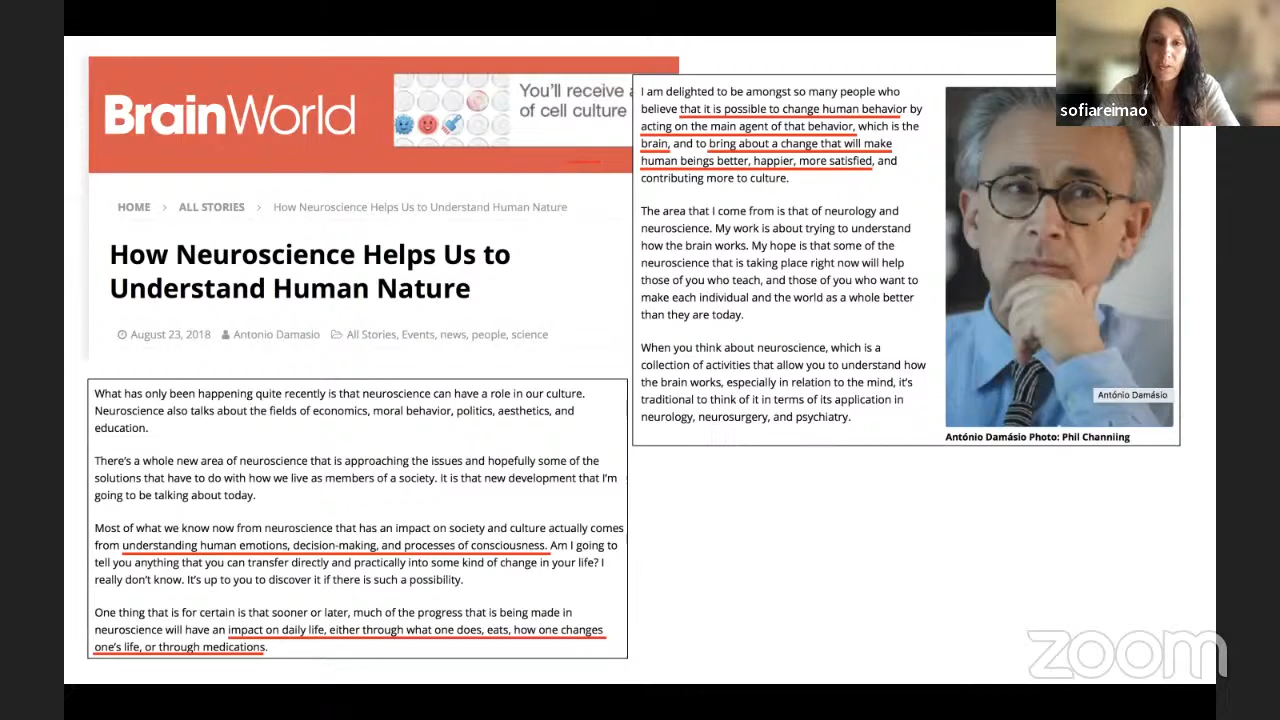 BrainWorld
You'll receive
of cell culture
HOME > ALL STORIES > How Neuroscience Helps Us to Understand Human Nature
How Neuroscience Helps Us to
Understand Human Nature
August 23, 2018 Antonio Damasio All Stories, Events, news, people, science
What has only been happening quite recently is that neuroscience can have a role in our culture.
Neuroscience also talks about the fields of economics, moral behavior, politics, aesthetics, and
education.
There's a whole new area of neuroscience that is approaching the issues and hopefully some of the
solutions that have to do with how we live as members of a society. It is that new development that I'm
going to be talking about today.
Most of what we know now from neuroscience that has an impact on society and culture actually comes
from understanding human emotions, decision-making, and processes of consciousness. Am I going to
tell you anything that you can transfer directly and practically into some kind of change in your life? I
really don't know. It's up to you to discover it if there is such a possibility.
One thing that is for certain is that sooner or later, much of the progress that is being made in
neuroscience will have an impact on daily life, either through what one does, eats, how one changes
one's life, or through medications.
I am delighted to be amongst so many people who
believe that it is possible to change human behavior by
acting on the main agent of that behavior, which is the
brain, and to bring about a change that will make
human beings better, happier, more satisfied, and
contributing more to culture.
The area that I come from is that of neurology and
neuroscience. My work is about trying to understand
how the brain works. My hope is that some of the
neuroscience that is taking place right now will help
those of you who teach, and those of you who want to
make each individual and the world as a whole better
than they are today.
When you think about neuroscience, which is a
collection of activities that allow you to understand how
the brain works, especially in relation to the mind, it's
traditional to think of it in terms of its application in
neurology, neurosurgery, and psychiatry.
António Damásio
António Damásio Photo: Phil Channiing
sofiareimao
zoom